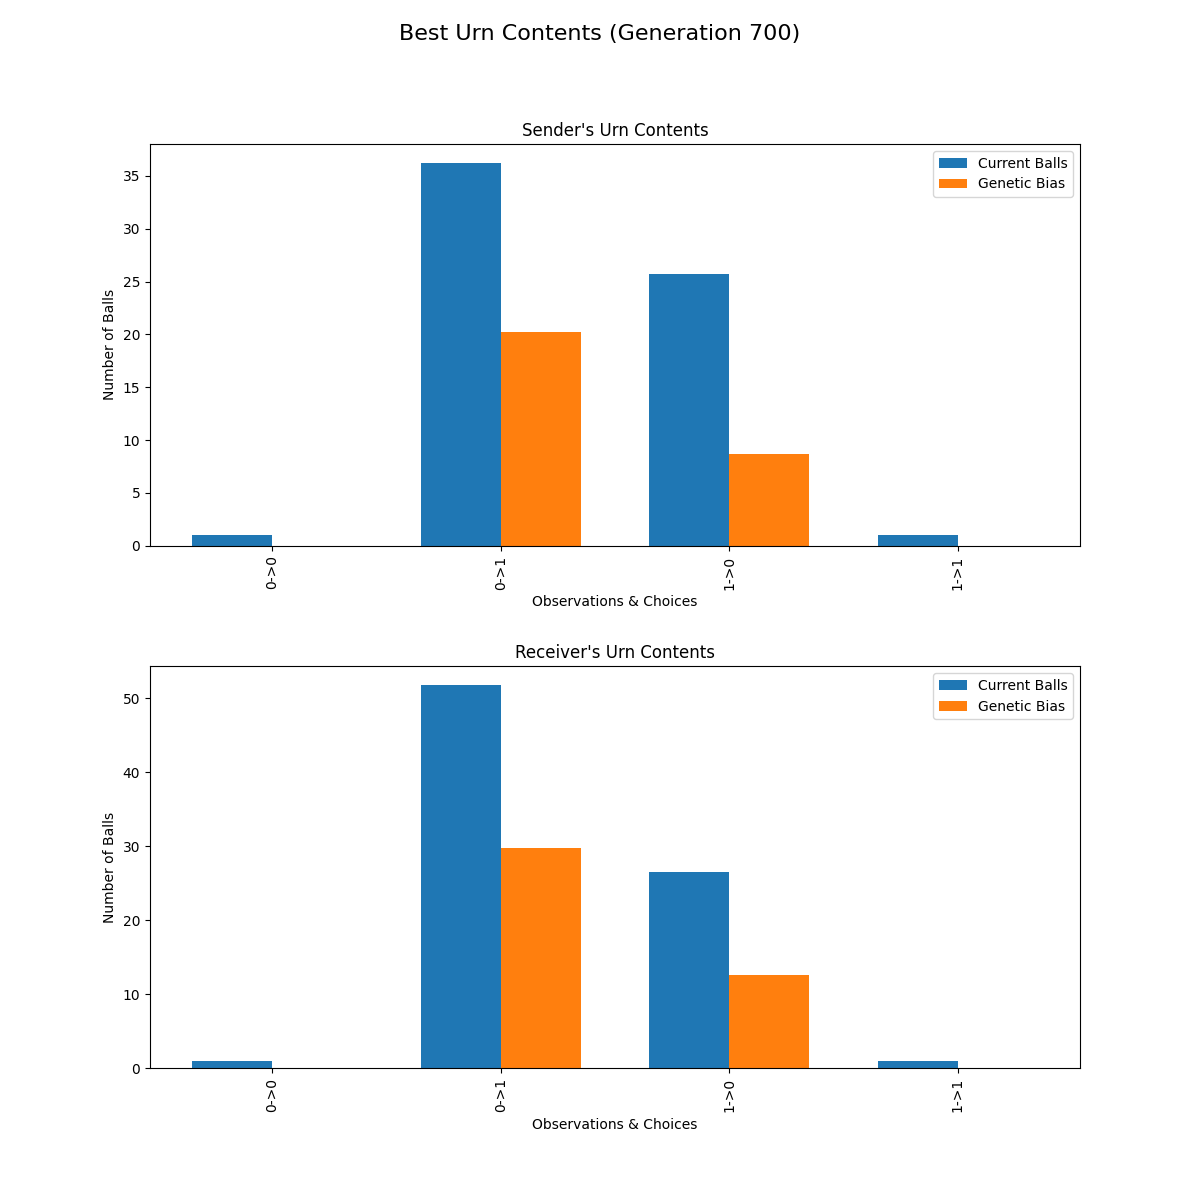 Best Urn Contents (Generation 700)
Sender's Urn Contents
Current Balls
Genetic Bias
35
30
25
20
15
10
5
0
Number of Balls
0->0
0->1
1->0
1->1
Observations & Choices
Receiver's Urn Contents
Current Balls
Genetic Bias
50
40
30
20
10
0
Number of Balls
0->0
0->1
1->0
1->1
Observations & Choices